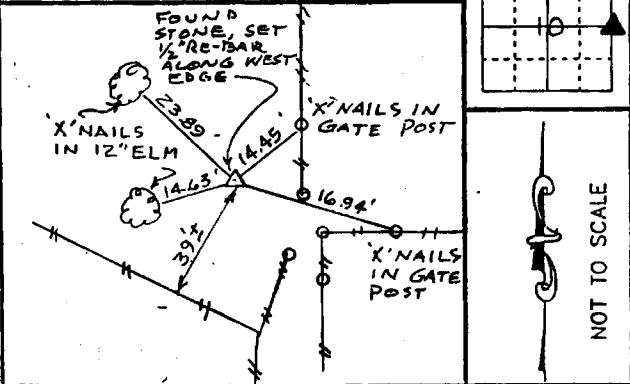 FOUND
STONE, SET
1/2" RE-BAR
ALONG WEST
EDGE
'X' NAILS
IN 12" ELM
23.89
14.45'
'X' NAILS IN
GATE POST
14.63'
16.94'
39'±
'X' NAILS
IN GATE
POST
10
NOT TO SCALE